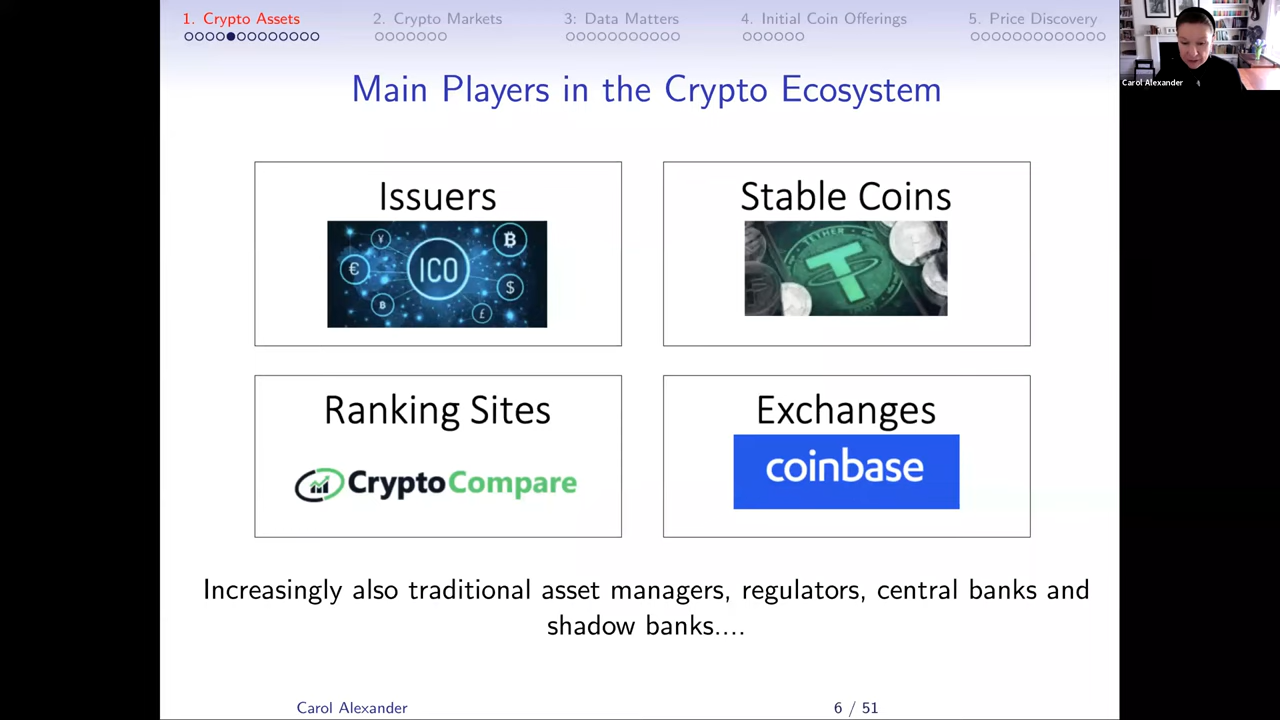 1. Crypto Assets
2. Crypto Markets
3: Data Matters
4. Initial Coin Offerings
5. Price Discovery
Carol Alexander
Main Players in the Crypto Ecosystem
Issuers
¥
B
€
ICO
$
B
£
Stable Coins
TETHER
T
Ranking Sites
CryptoCompare
Exchanges
coinbase
Increasingly also traditional asset managers, regulators, central banks and
shadow banks....
Carol Alexander
6 / 51